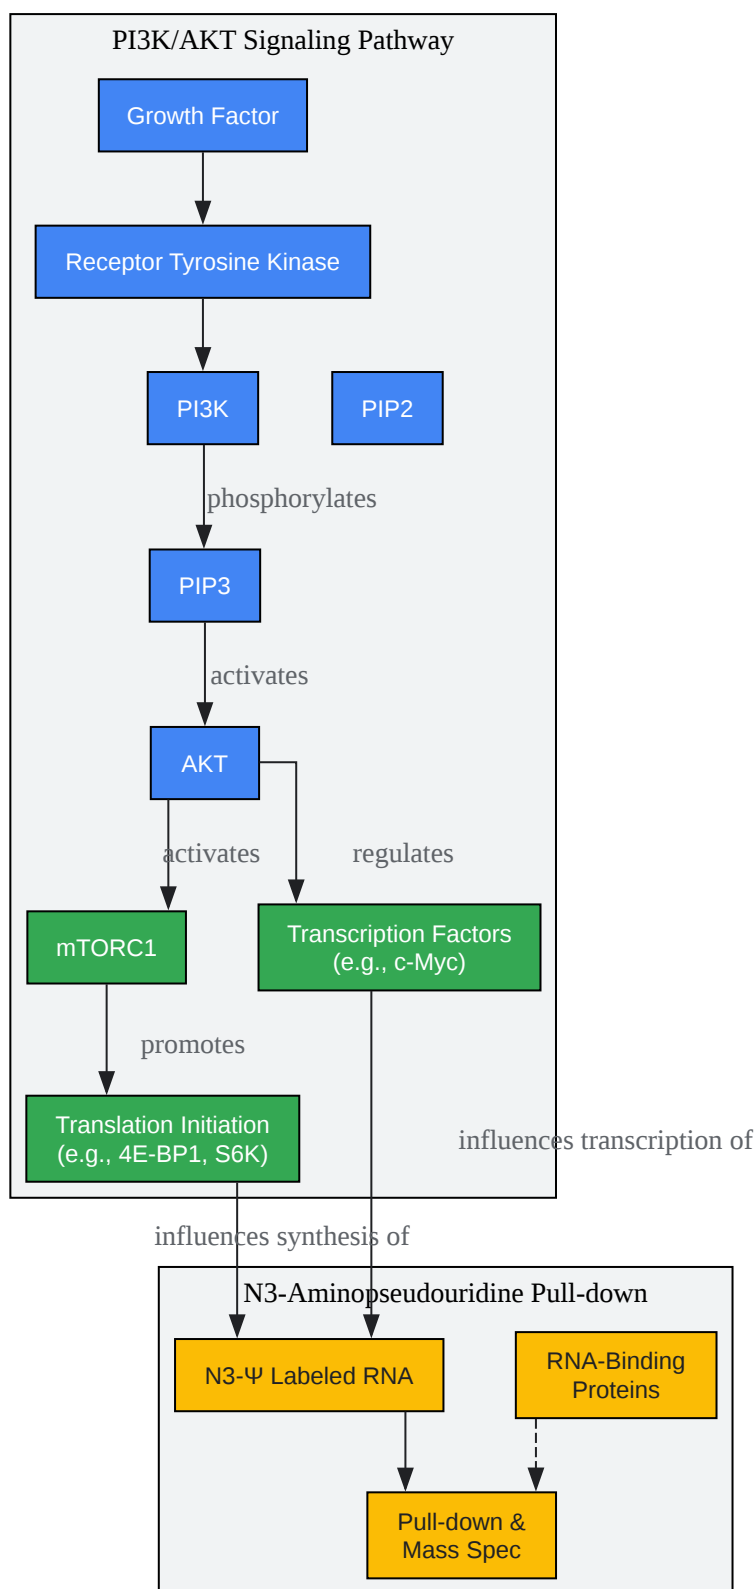 PI3K/AKT Signaling Pathway
Growth Factor
Receptor Tyrosine Kinase
PI3K
PIP2
phosphorylates
PIP3
activates
AKT
activates
regulates
mTORC1
Transcription Factors
(e.g., c-Myc)
promotes
Translation Initiation
(e.g., 4E-BP1, S6K)
influences transcription of
influences synthesis of
N3-Aminopseudouridine Pull-down
N3-Ψ Labeled RNA
RNA-Binding
Proteins
Pull-down &
Mass Spec